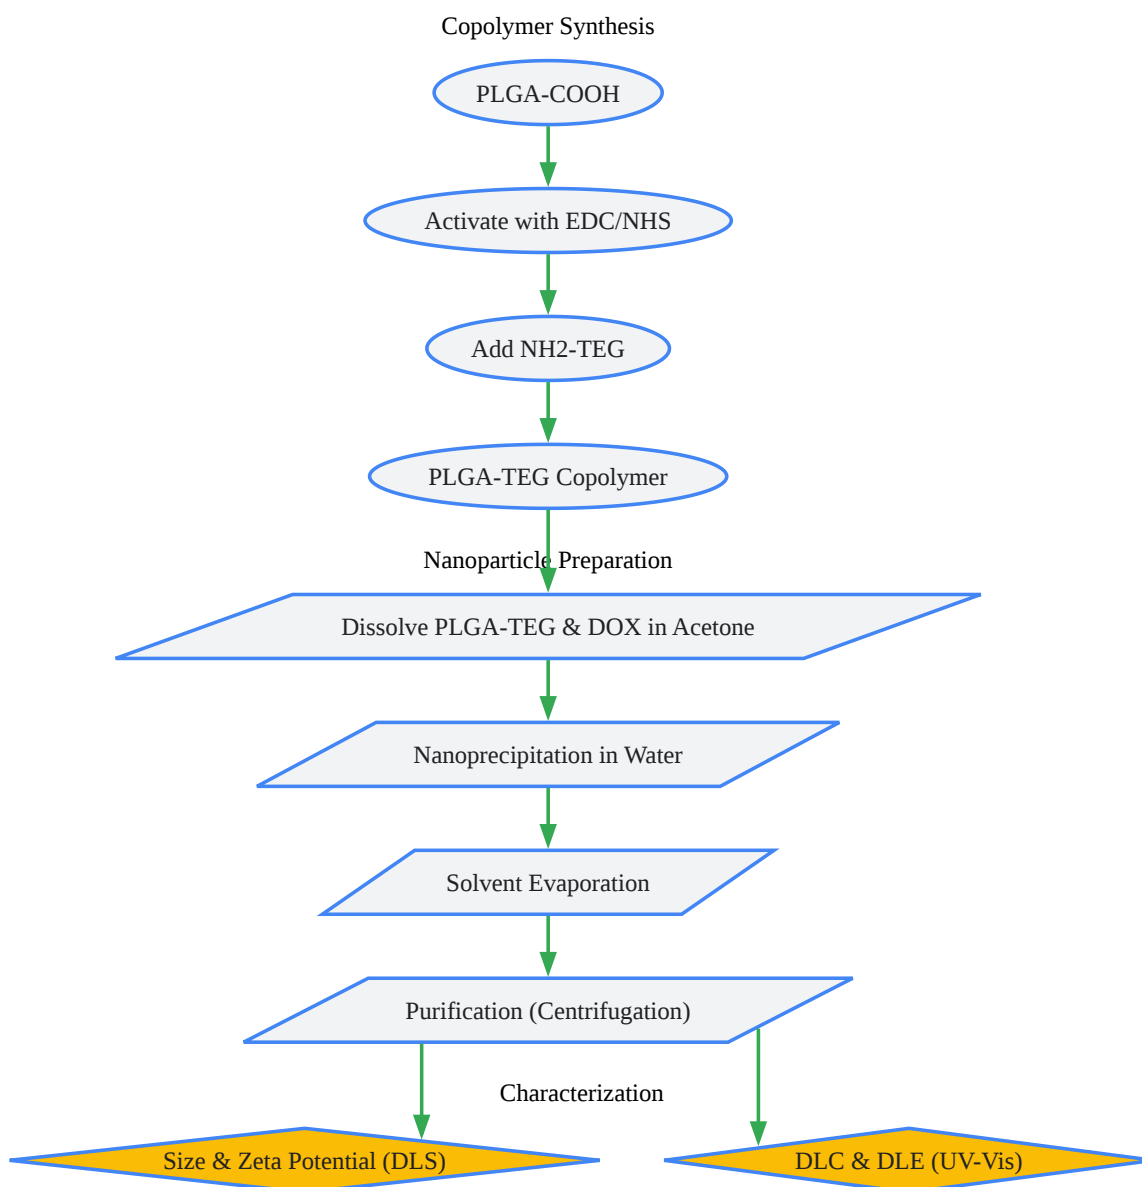 Copolymer Synthesis
PLGA-COOH
Activate with EDC/NHS
Add NH2-TEG
PLGA-TEG Copolymer
Nanoparticle Preparation
Dissolve PLGA-TEG & DOX in Acetone
Nanoprecipitation in Water
Solvent Evaporation
Purification (Centrifugation)
Characterization
Size & Zeta Potential (DLS)
DLC & DLE (UV-Vis)